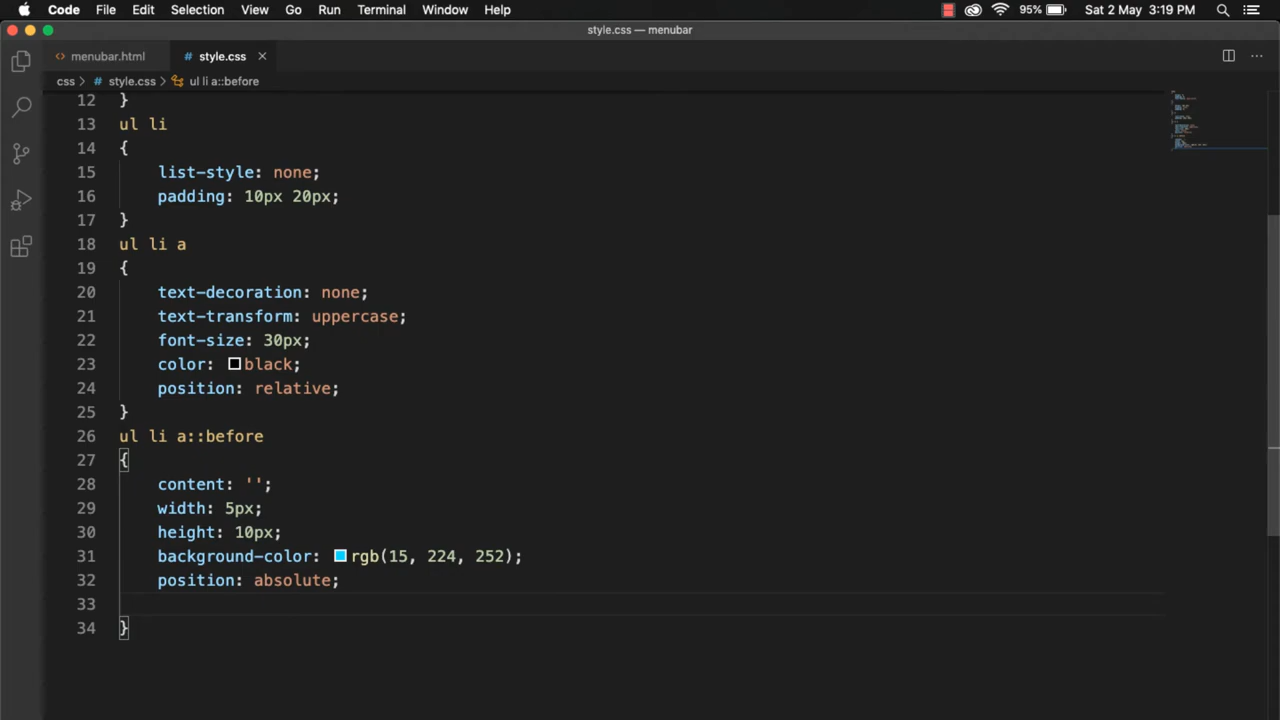 Code File Edit Selection View Go Run Terminal Window Help 95% Sat 2 May 3:19 PM
style.css — menubar
<> menubar.html # style.css ×
css > # style.css > ul li a::before
12 }
13 ul li
14 {
15 list-style: none;
16 padding: 10px 20px;
17 }
18 ul li a
19 {
20 text-decoration: none;
21 text-transform: uppercase;
22 font-size: 30px;
23 color: black;
24 position: relative;
25 }
26 ul li a::before
27 {
28 content: '';
29 width: 5px;
30 height: 10px;
31 background-color: rgb(15, 224, 252);
32 position: absolute;
33
34 }